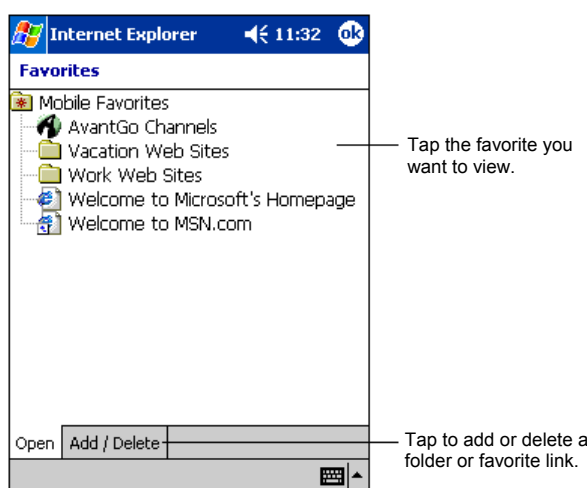 Internet Explorer 11:32 ok
Favorites
Mobile Favorites
AvantGo Channels
Vacation Web Sites
Work Web Sites
Welcome to Microsoft's Homepage
Welcome to MSN.com
Tap the favorite you
want to view.
Open Add / Delete
Tap to add or delete a
folder or favorite link.